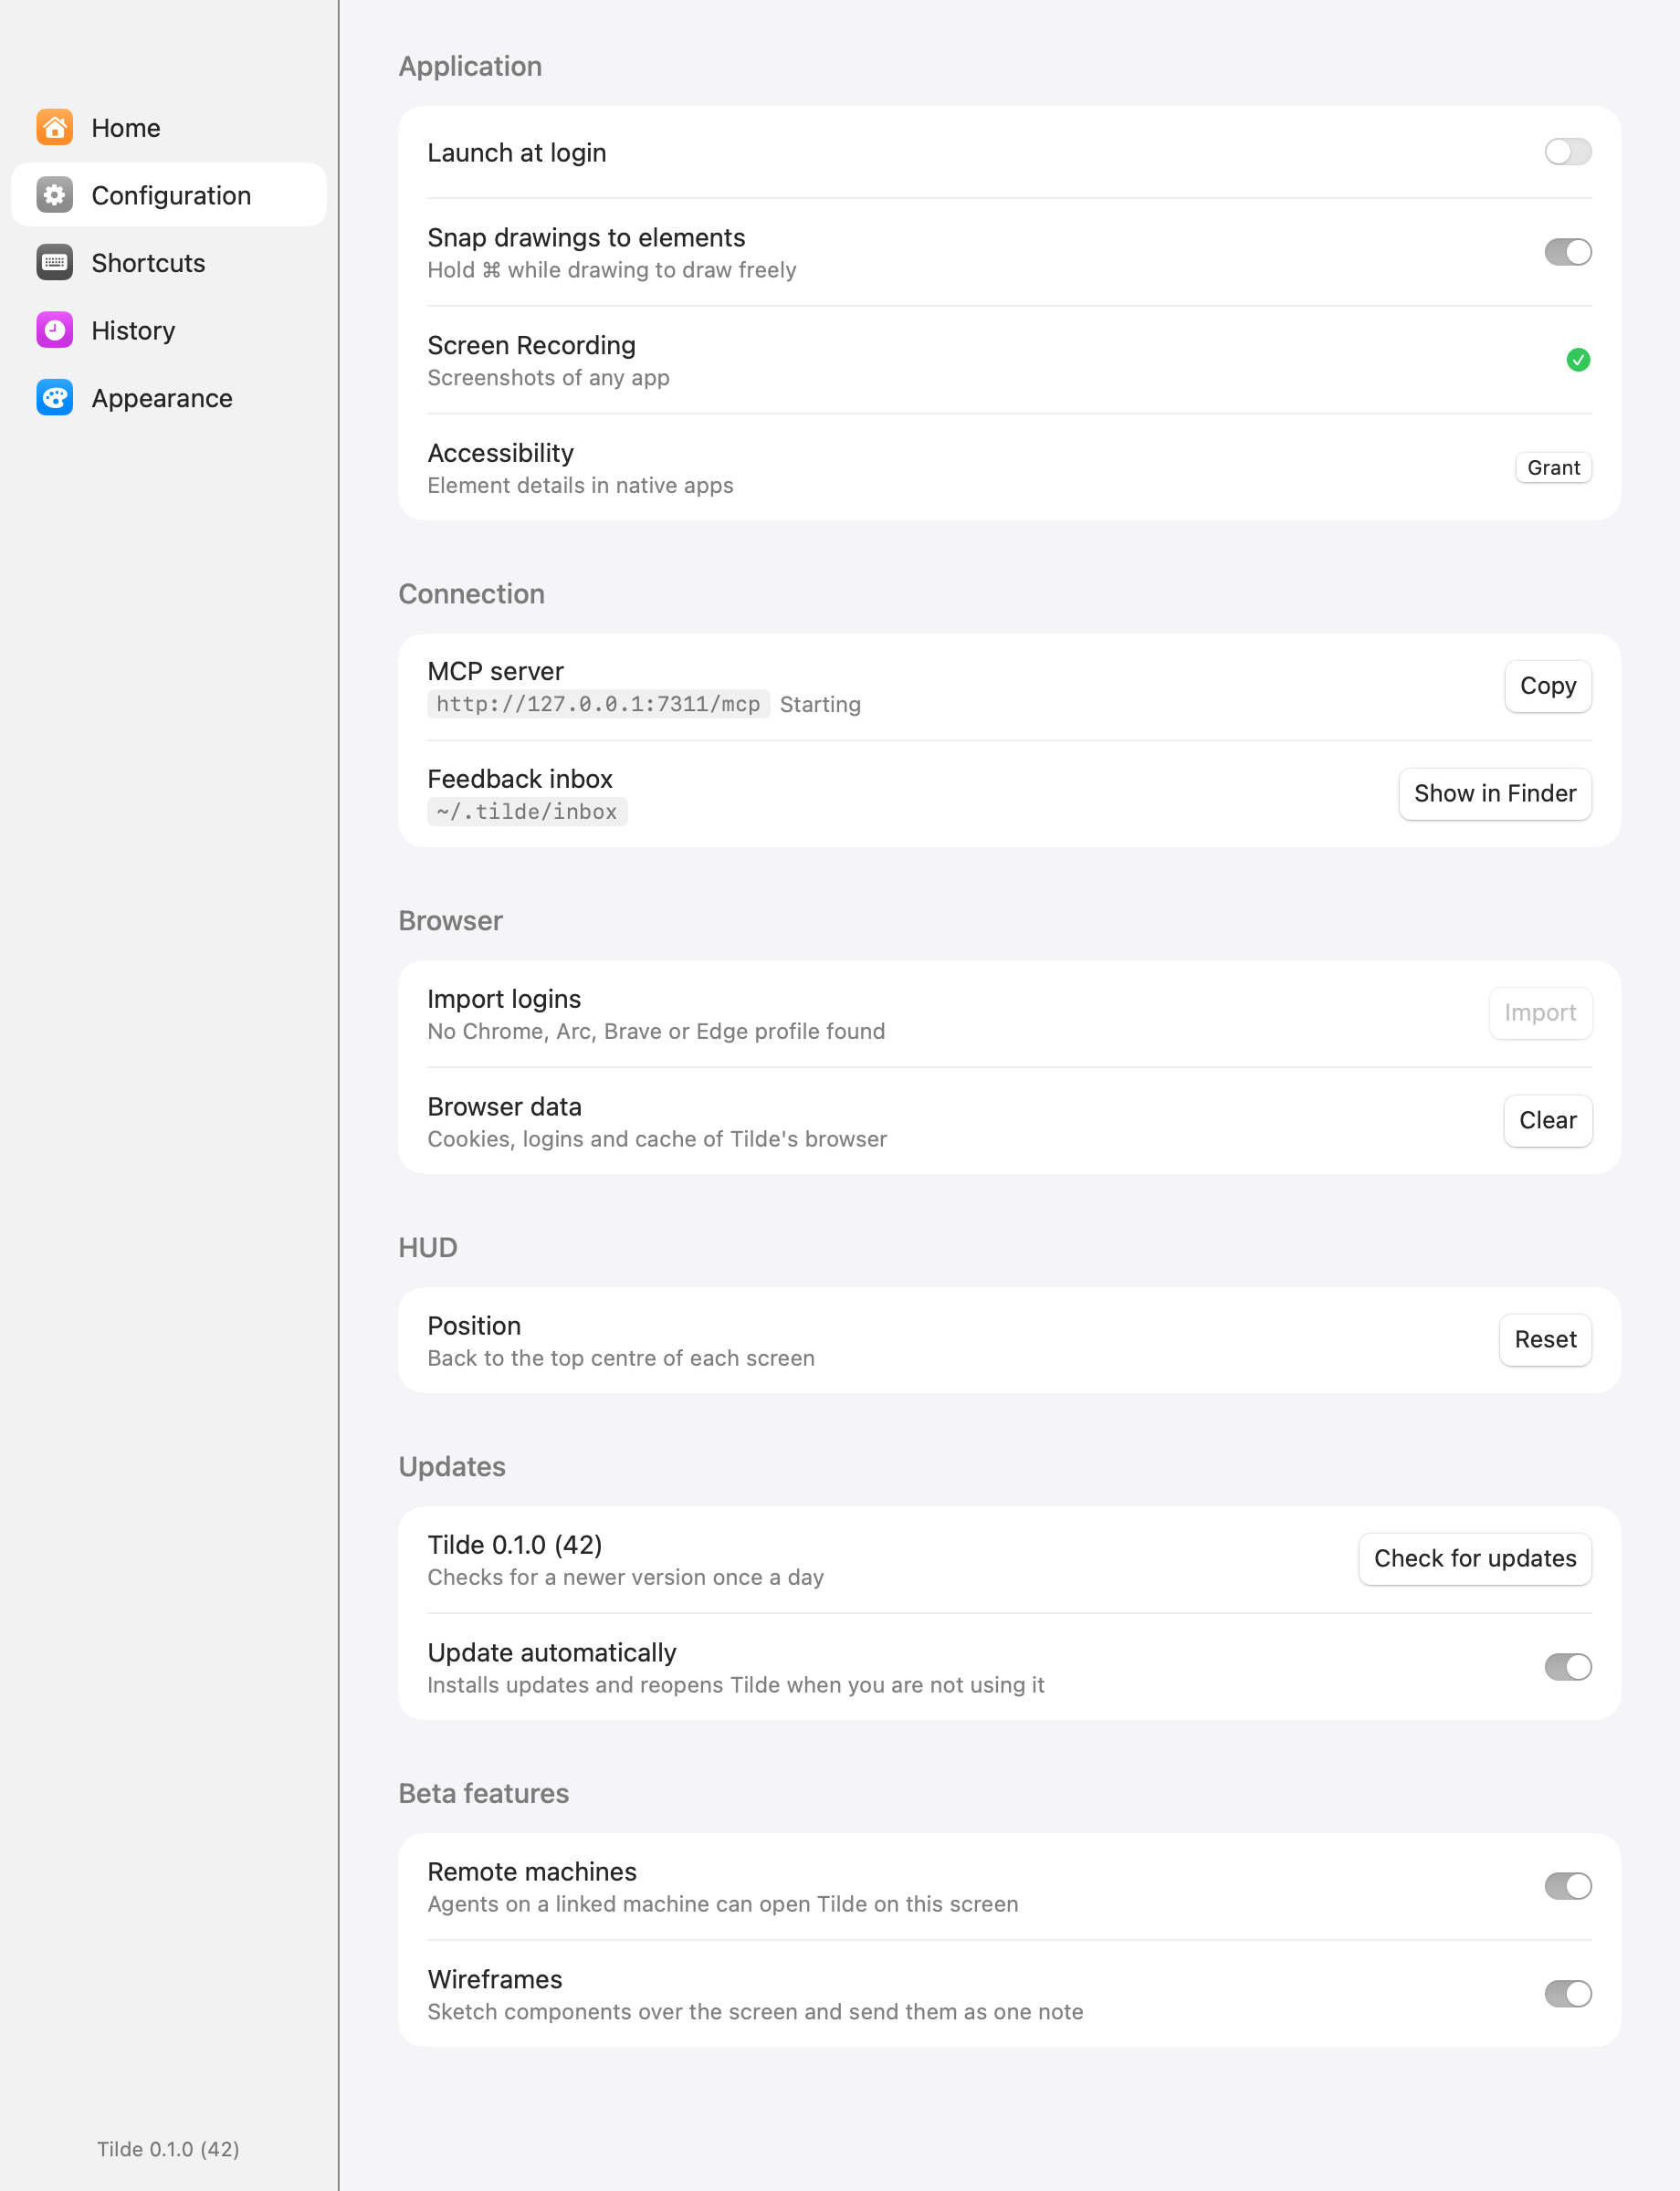 Home
Configuration
Shortcuts
History
Appearance
Tilde 0.1.0 (42)
Application
Launch at login
Snap drawings to elements
Hold ⌘ while drawing to draw freely
Screen Recording
Screenshots of any app
Accessibility
Element details in native apps
Grant
Connection
MCP server
http://127.0.0.1:7311/mcp Starting
Copy
Feedback inbox
~/.tilde/inbox
Show in Finder
Browser
Import logins
No Chrome, Arc, Brave or Edge profile found
Import
Browser data
Cookies, logins and cache of Tilde's browser
Clear
HUD
Position
Back to the top centre of each screen
Reset
Updates
Tilde 0.1.0 (42)
Checks for a newer version once a day
Check for updates
Update automatically
Installs updates and reopens Tilde when you are not using it
Beta features
Remote machines
Agents on a linked machine can open Tilde on this screen
Wireframes
Sketch components over the screen and send them as one note